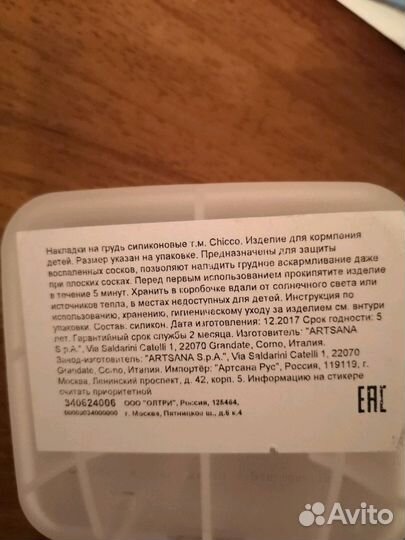 Накладки на грудь силиконовые т.м. Chicco. Изделие для кормления
детей. Размер указан на упаковке. Предназначены для защиты
воспаленных сосков, позволяют наладить грудное вскармливание даже
при плоских сосках. Перед первым использованием прокипятите изделие
в течение 5 минут. Хранить в коробочке вдали от солнечного света или
источников тепла, в местах недоступных для детей. Инструкция по
использованию, хранению, гигиеническому уходу за изделием см. внтури
упаковки. Состав: силикон. Дата изготовления: 12.2017 Срок годности: 5
лет. Гарантийный срок службы 2 месяца. Изготовитель: "ARTSANA
S.p.A.", Via Saldarini Catelli 1, 22070 Grandate, Como, Италия.
Завод-изготовитель: "ARTSANA S.p.A.", Via Saldarini Catelli 1, 22070
Grandate, Como, Италия. Импортёр: "Артсана Рус", Россия, 119119, г.
Москва, Ленинский проспект, д. 42, корп. 5. Информацию на стикере
считать приоритетной
340624006 ООО "ОЛТРИ", Россия, 125464,
00000034000000 г. Москва, Пятницкое ш., д.6 к.4
EAC
Avito